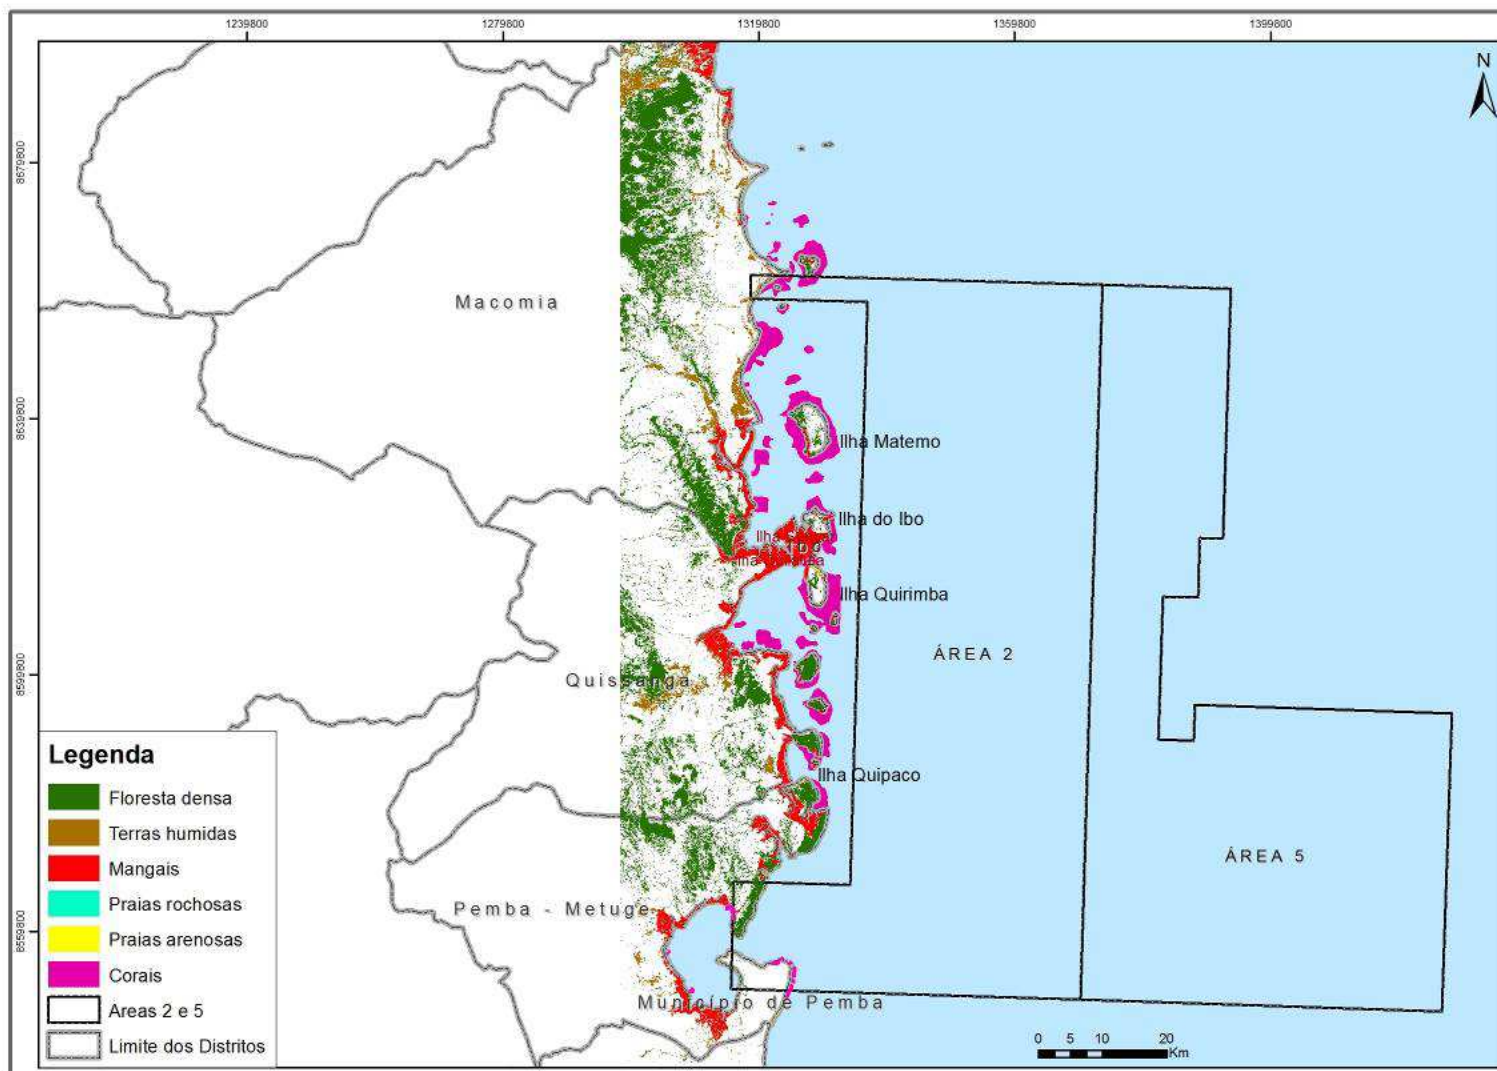 1239800 1279800 1319800 1359800 1399800
N
8679800
Macomia
8639800
Ilha Matemo
Ilha do Ibo
Ilha
Ilha Quirimba
ÁREA 2
8599800
Quissanga
Ilha Quipaco
ÁREA 5
Legenda
Floresta densa
Terras humidas
Mangais
Praias rochosas
Praias arenosas
Corais
Areas 2 e 5
Limite dos Distritos
Pemba - Metuge
8559800
Município de Pemba
0 5 10 20
Km